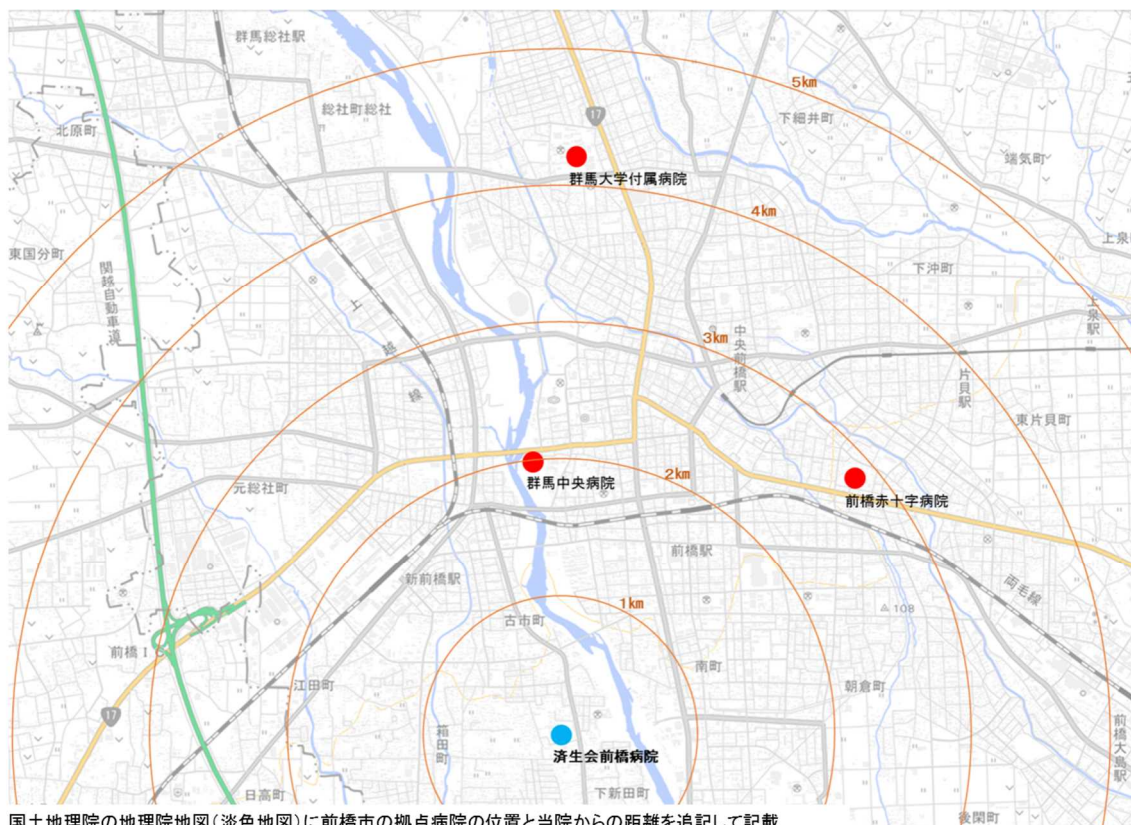 群馬総社駅
5km
総社町総社
17
下細井町
北原町
端気町
群馬大学付属病院
4km
上泉
東国分町
関越自動車道
下沖町
上越線
3km
中央前橋駅
上泉駅
片貝駅
東片貝町
2km
群馬中央病院
元総社町
前橋赤十字病院
前橋駅
新前橋駅
両毛線
1km
108
古市町
前橋I
南町
江田町
朝倉町
17
箱田町
前橋大島駅
済生会前橋病院
日高町
下新田町
後閑町
国土地理院の地理院地図(淡色地図)に前橋市の拠点病院の位置と当院からの距離を追記して記載